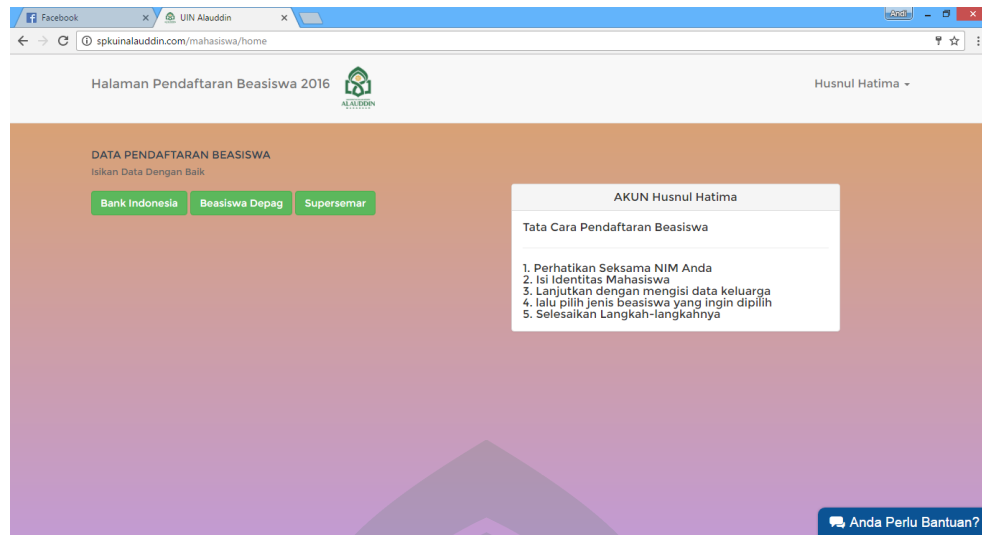 Facebook
UIN Alauddin
Andi
spkuinalauddin.com/mahasiswa/home
Halaman Pendaftaran Beasiswa 2016
ALAUDDIN
Husnul Hatima
DATA PENDAFTARAN BEASISWA
Isikan Data Dengan Baik
Bank Indonesia
Beasiswa Depag
Supersemar
AKUN Husnul Hatima
Tata Cara Pendaftaran Beasiswa
1. Perhatikan Seksama NIM Anda
2. Isi Identitas Mahasiswa
3. Lanjutkan dengan mengisi data keluarga
4. lalu pilih jenis beasiswa yang ingin dipilih
5. Selesaikan Langkah-langkahnya
Anda Perlu Bantuan?